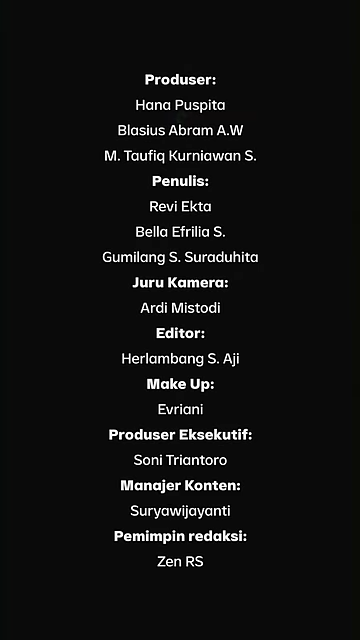 Produser:
Hana Puspita
Blasius Abram A.W
M. Taufiq Kurniawan S.
Penulis:
Revi Ekta
Bella Efrilia S.
Gumilang S. Suraduhita
Juru Kamera:
Ardi Mistodi
Editor:
Herlambang S. Aji
Make Up:
Evriani
Produser Eksekutif:
Soni Triantoro
Manajer Konten:
Suryawijayanti
Pemimpin redaksi:
Zen RS